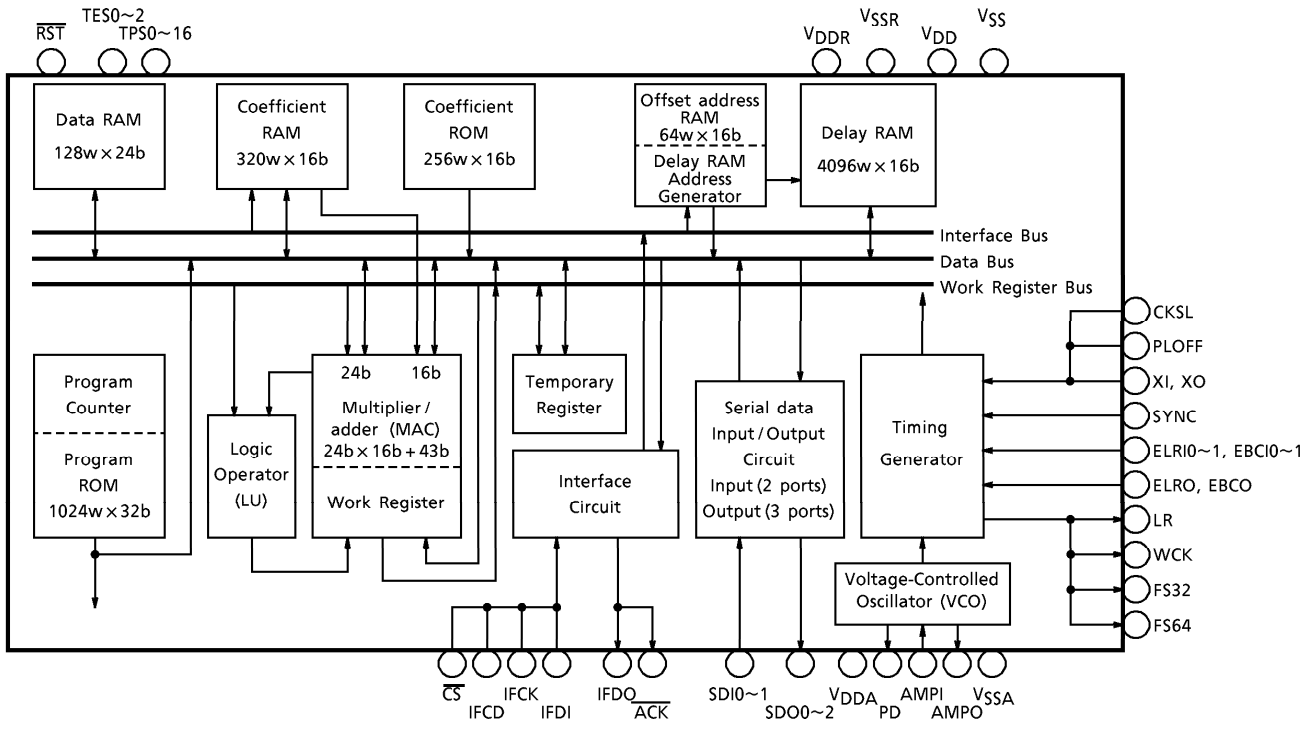 RST
TES0~2
TPS0~16
VDDR
VSSR
VDD
VSS
Data RAM
128w×24b
Coefficient
RAM
320w×16b
Coefficient
ROM
256w×16b
Offset address
RAM
64w×16b
Delay RAM
Address
Generator
Delay RAM
4096w×16b
Interface Bus
Data Bus
Work Register Bus
Program
Counter
Program
ROM
1024w×32b
Logic
Operator
(LU)
24b 16b
Multiplier/
adder (MAC)
24b×16b+43b
Work Register
Temporary
Register
Interface
Circuit
Serial data
Input/Output
Circuit
Input (2 ports)
Output (3 ports)
Timing
Generator
Voltage-Controlled
Oscillator (VCO)
CKSL
PLOFF
XI, XO
SYNC
ELRI0~1, EBCI0~1
ELRO, EBCO
LR
WCK
FS32
FS64
CS
IFCD
IFCK
IFDI
IFDO
ACK
SDI0~1
SDO0~2
VDDA
PD
AMPI
AMPO
VSSA